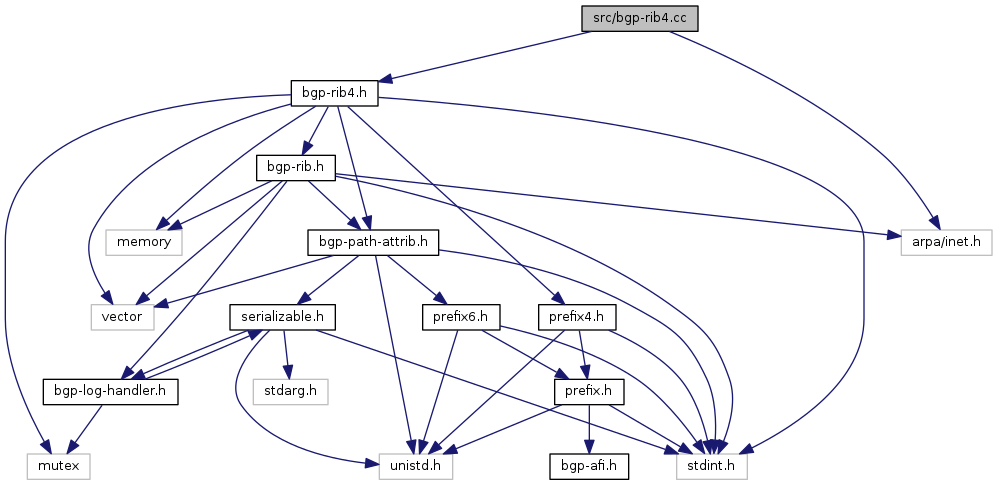 src/bgp-rib4.cc
bgp-rib4.h
bgp-rib.h
memory
bgp-path-attrib.h
arpa/inet.h
vector
serializable.h
prefix6.h
prefix4.h
bgp-log-handler.h
stdarg.h
prefix.h
mutex
unistd.h
bgp-afi.h
stdint.h